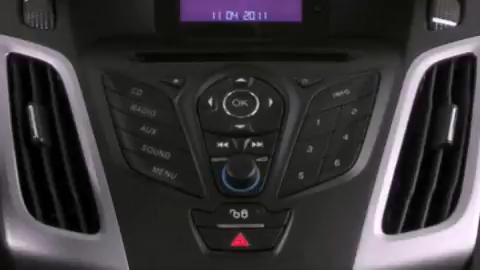 11 04 2011
CD
RADIO
AUX
SOUND
MENU
OK
INFO
1 2
3 4
5 6